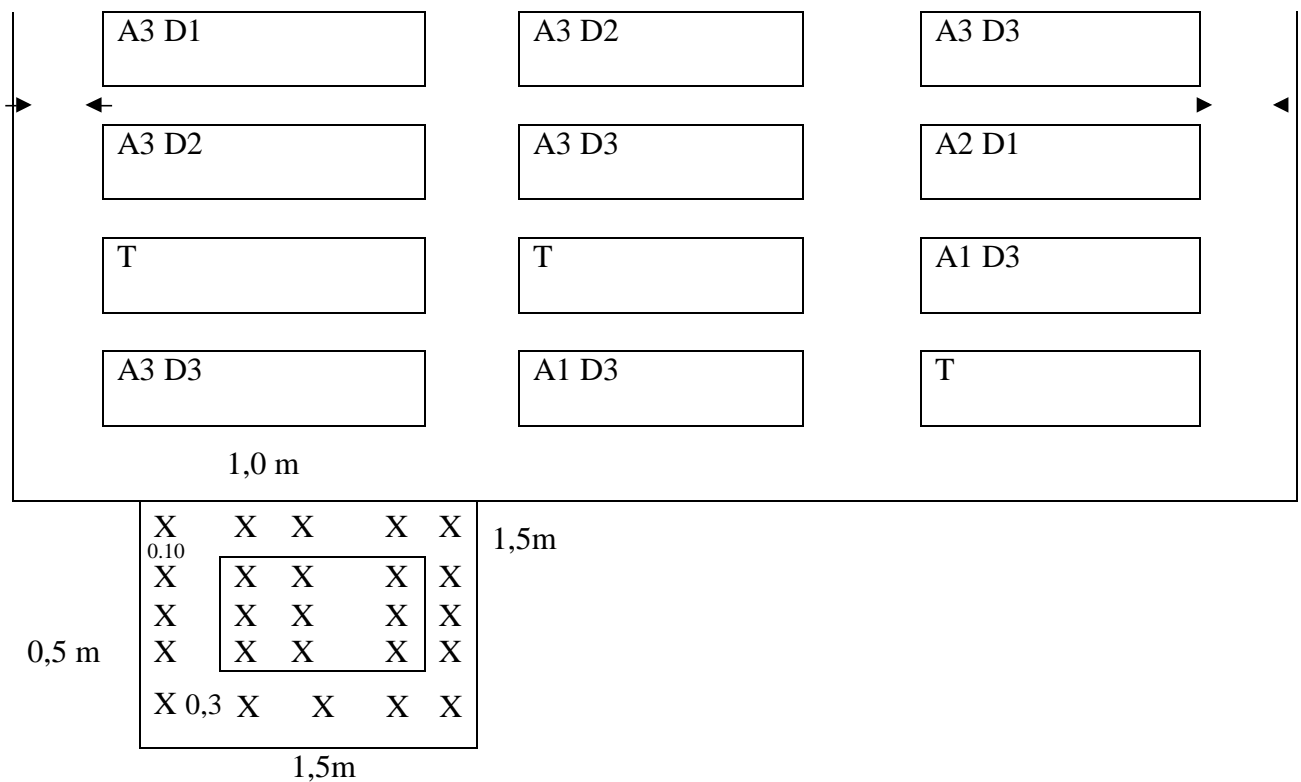 A3 D1 A3 D2 A3 D3
A3 D2 A3 D3 A2 D1
T T A1 D3
A3 D3 A1 D3 T
1,0 m
X X X X X 1,5m
0.10
X X X X X
X X X X X
0,5 m X X X X X
X 0,3 X X X X
1,5m